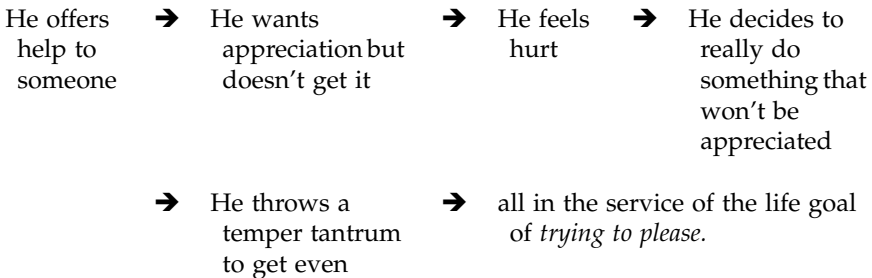 He offers help to someone
➔ He wants appreciation but doesn't get it
➔ He feels hurt
➔ He decides to really do something that won't be appreciated
➔ He throws a temper tantrum to get even
➔ all in the service of the life goal of trying to please.